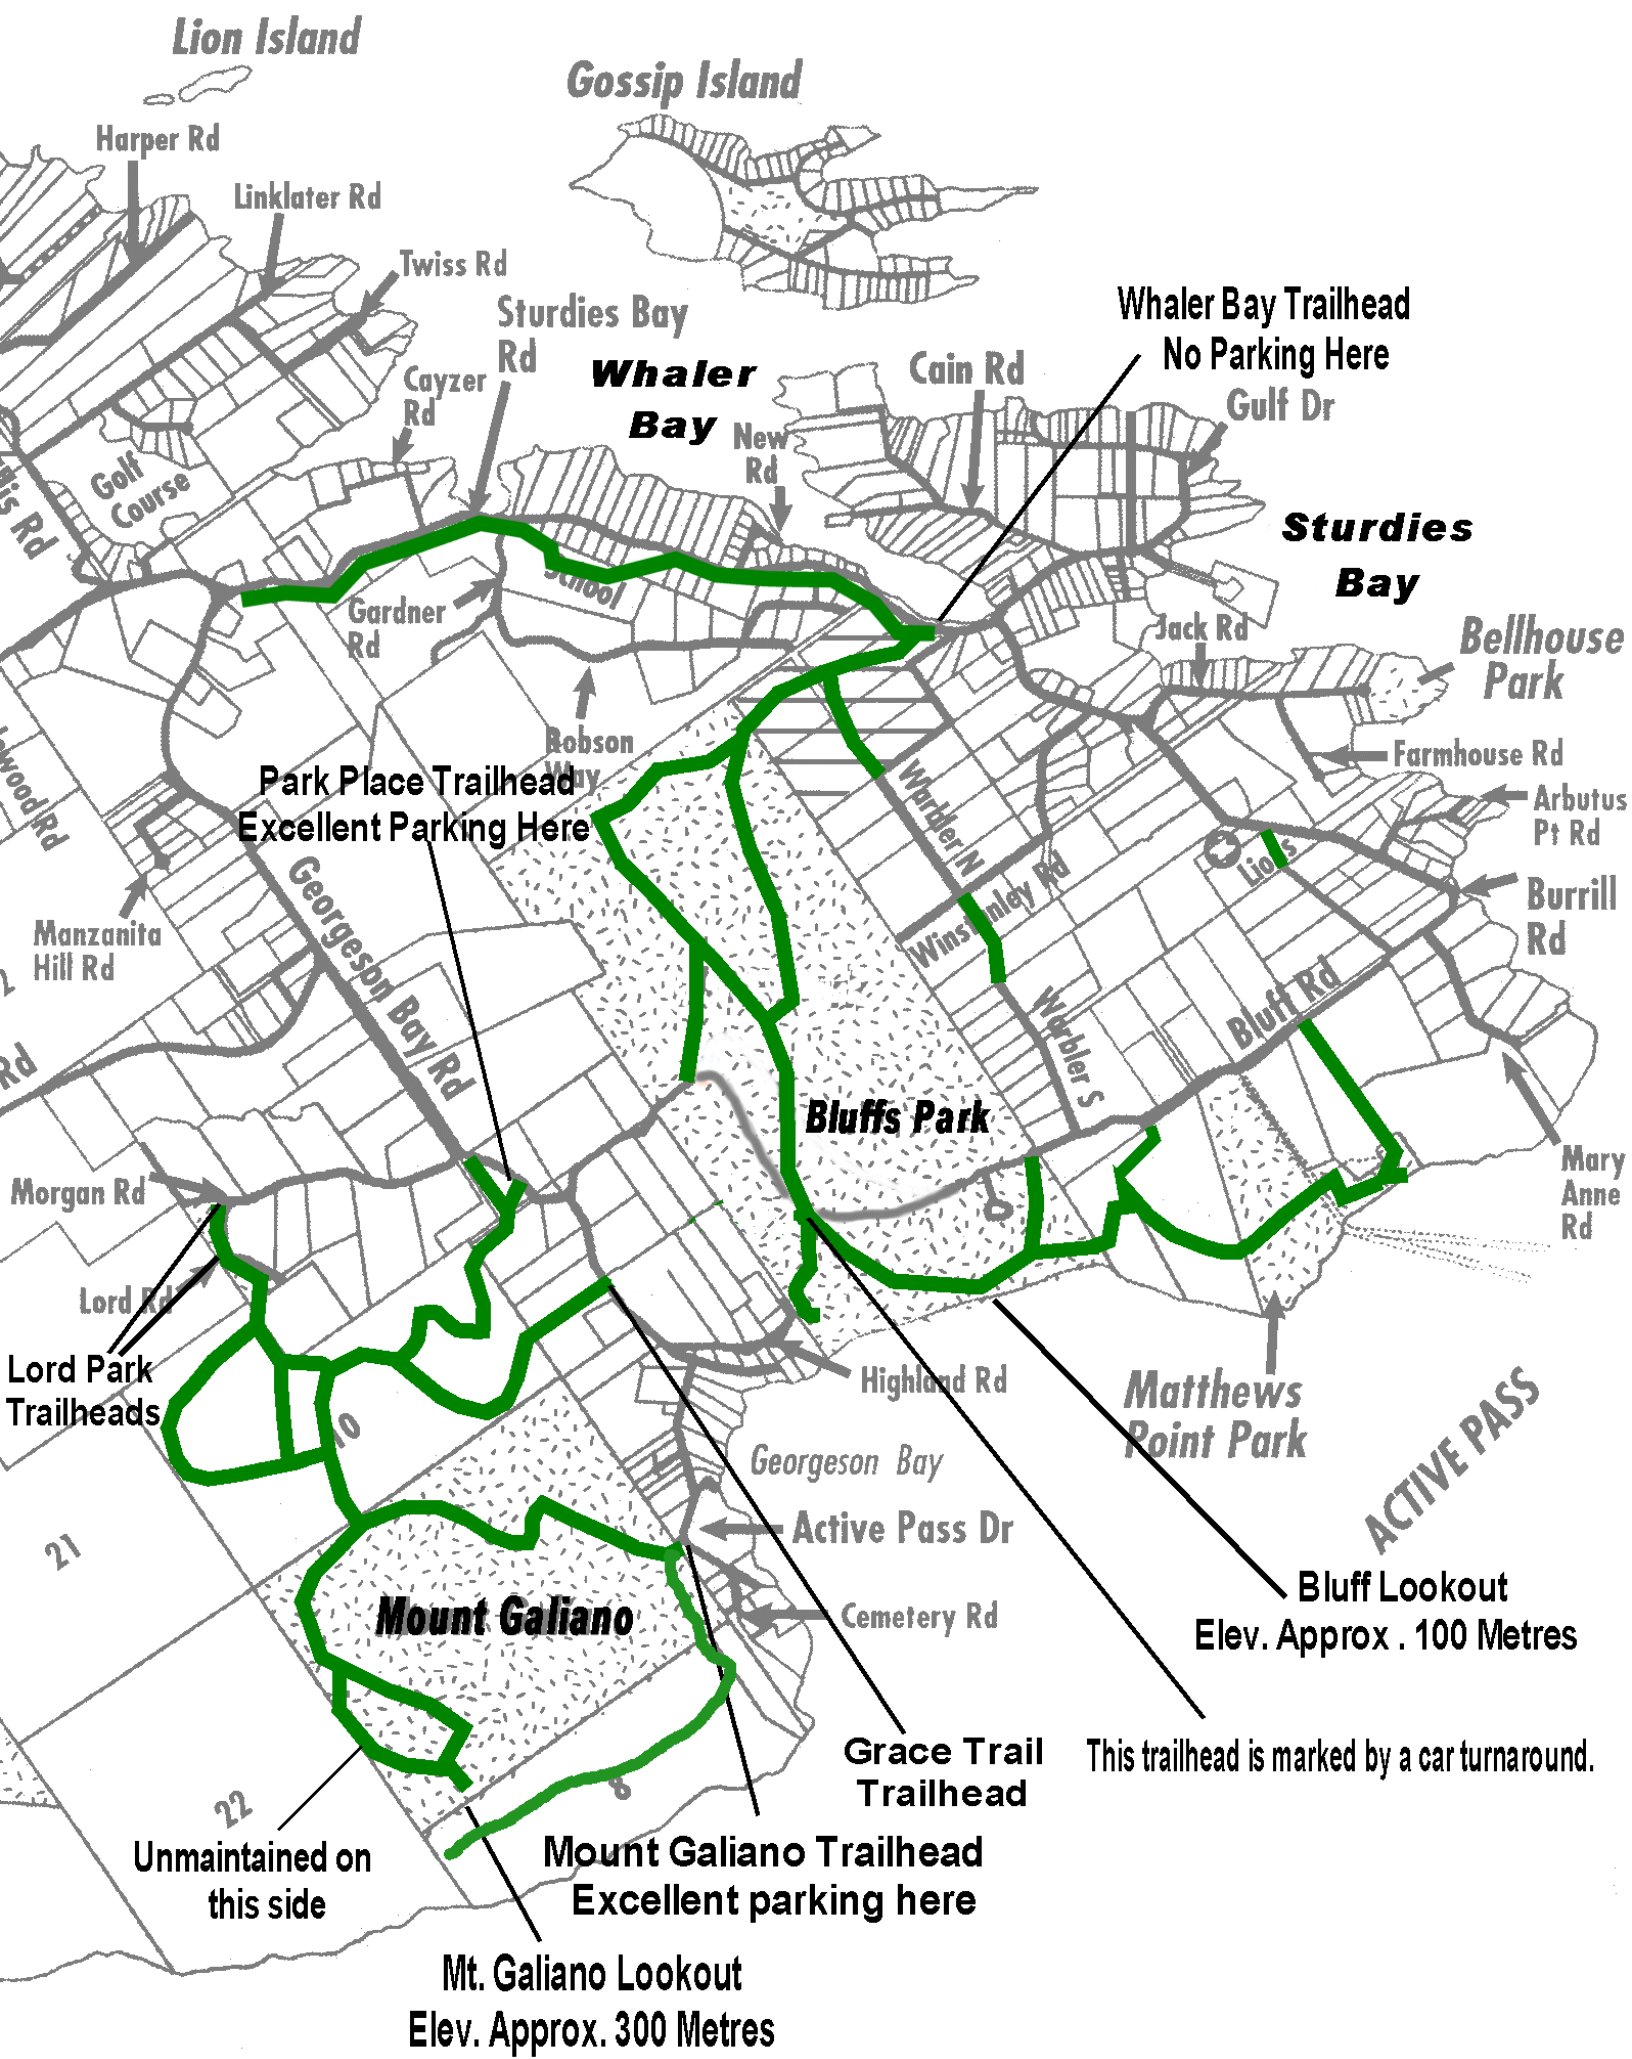 Lion Island
Gossip Island
Harper Rd
Linklater Rd
Twiss Rd
Sturdies Bay
Rd
Whaler
Bay
Cayzer
Rd
New
Rd
Cain Rd
Whaler Bay Trailhead
No Parking Here
Gulf Dr
Golf
Course
Rd
Sturdies
Bay
Gardner
Rd
Jack Rd
Bellhouse
Park
Robson
Way
Farmhouse Rd
Arbutus
Pt Rd
Park Place Trailhead
Excellent Parking Here
Warbler N
Winstanley Rd
Lions
Burrill
Rd
Manzanita
Hill Rd
Georgeson Bay Rd
Rd
Warbler S
Bluff Rd
Bluffs Park
Mary
Anne
Rd
Morgan Rd
Lord Rd
Lord Park
Trailheads
Highland Rd
Matthews
Point Park
ACTIVE PASS
10
Georgeson Bay
21
Active Pass Dr
Bluff Lookout
Elev. Approx . 100 Metres
Mount Galiano
Cemetery Rd
Grace Trail
Trailhead
This trailhead is marked by a car turnaround.
22
8
Unmaintained on
this side
Mount Galiano Trailhead
Excellent parking here
Mt. Galiano Lookout
Elev. Approx. 300 Metres